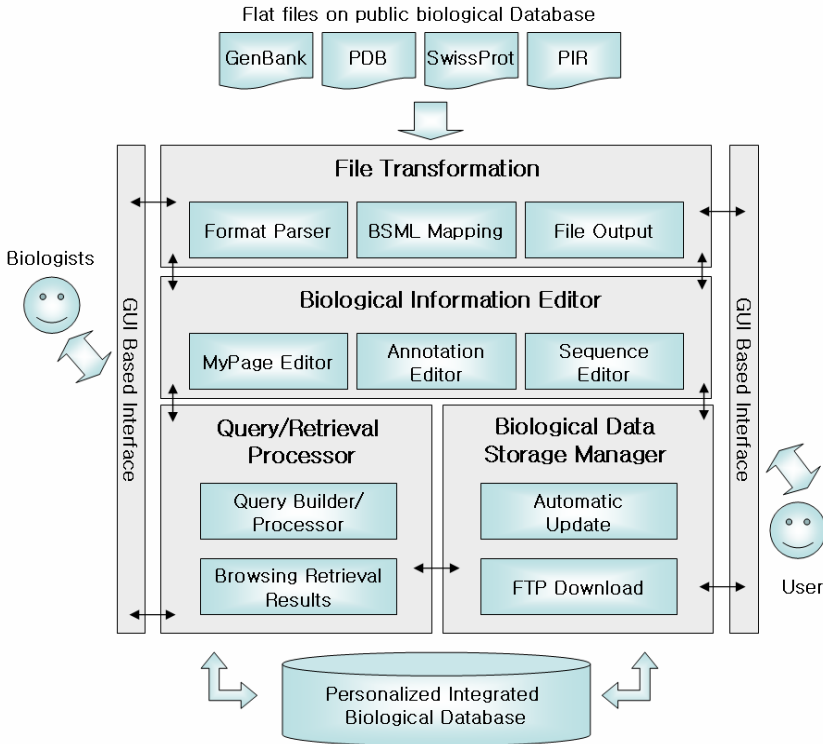 Flat files on public biological Database
GenBank
PDB
SwissProt
PIR
File Transformation
Format Parser
BSML Mapping
File Output
Biologists
GUI Based Interface
Biological Information Editor
MyPage Editor
Annotation
Editor
Sequence
Editor
GUI Based Interface
Query/Retrieval
Processor
Query Builder/
Processor
Browsing Retrieval
Results
Biological Data
Storage Manager
Automatic
Update
FTP Download
User
Personalized Integrated
Biological Database